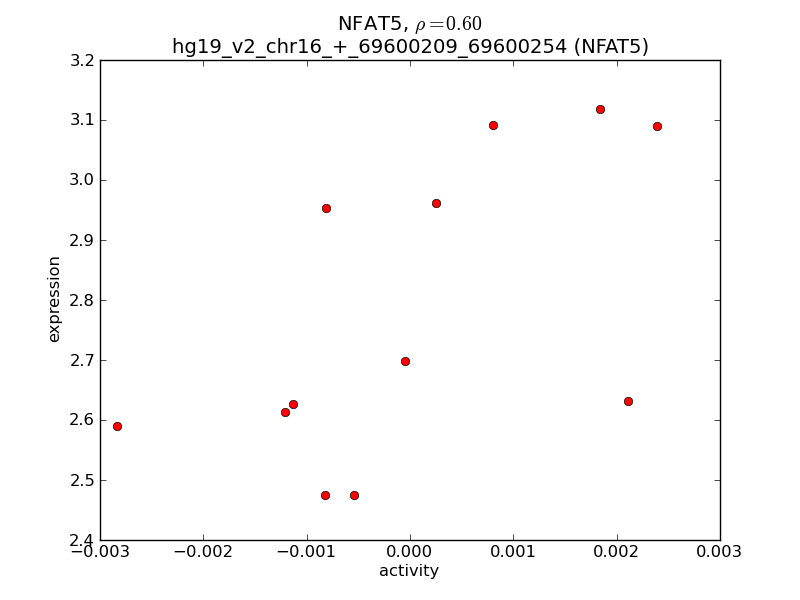 NFAT5, ρ = 0.60
hg19_v2_chr16_+_69600209_69600254 (NFAT5)
3.2
3.1
3.0
2.9
2.8
2.7
2.6
2.5
2.4
expression
−0.003 −0.002 −0.001 0.000 0.001 0.002 0.003
activity